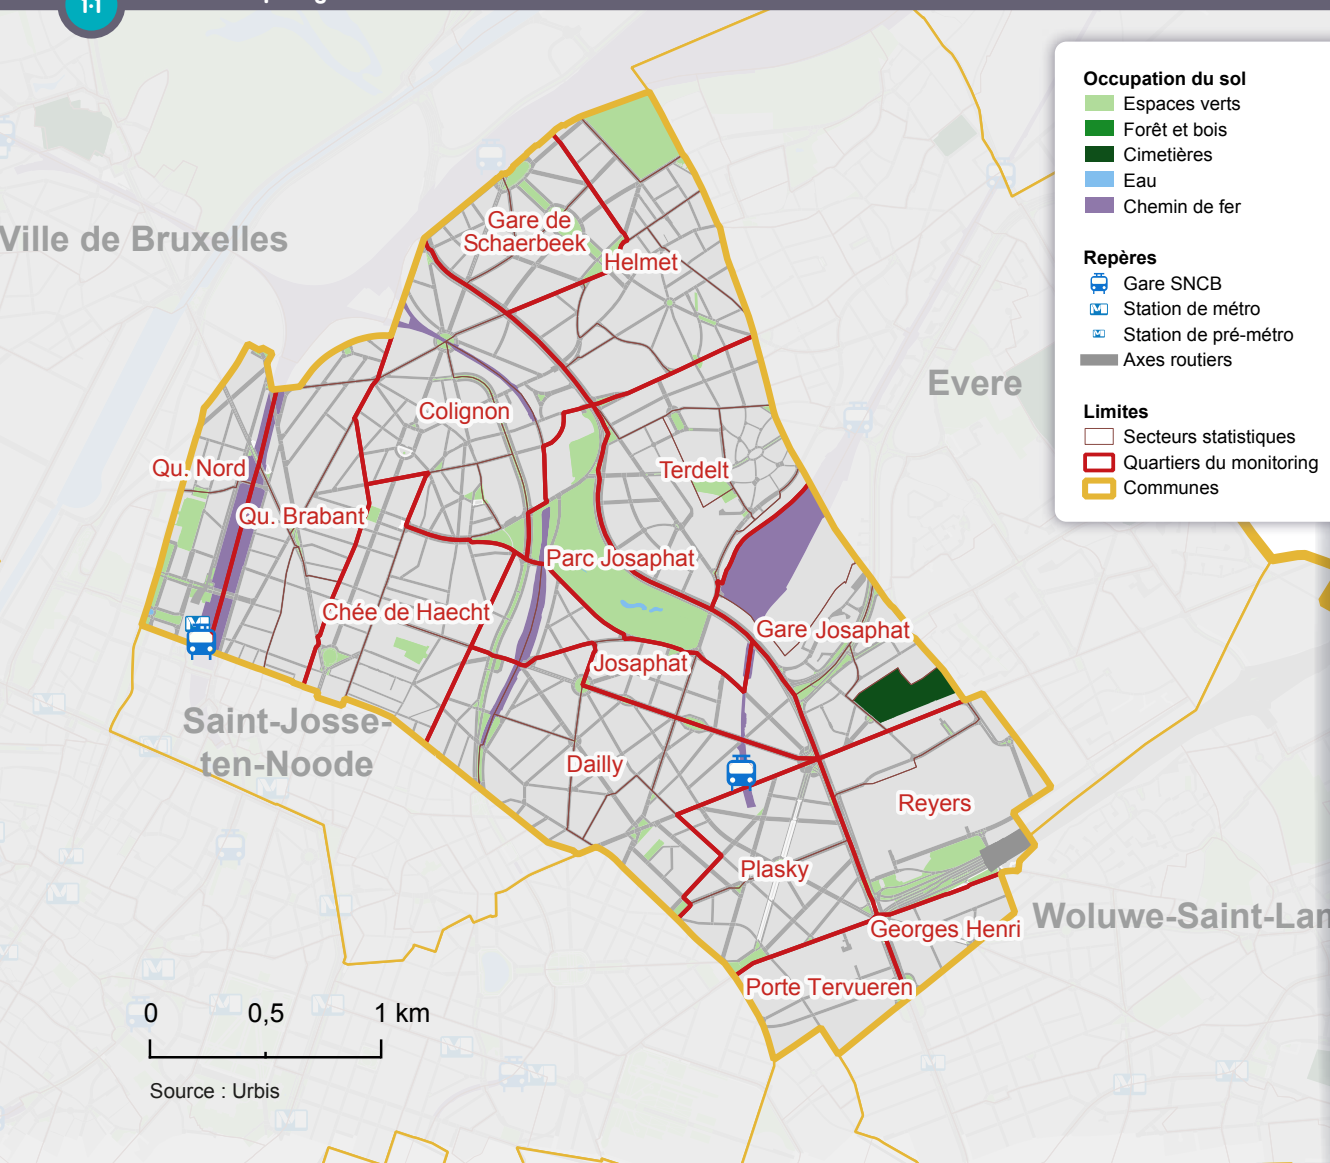 1.1
Occupation du sol
Espaces verts
Forêt et bois
Cimetières
Eau
Chemin de fer
Repères
Gare SNCB
Station de métro
Station de pré-métro
Axes routiers
Limites
Secteurs statistiques
Quartiers du monitoring
Communes
Ville de Bruxelles
Gare de
Schaerbeek
Helmet
Evere
Colignon
Qu. Nord
Terdelt
Qu. Brabant
Parc Josaphat
Chée de Haecht
Gare Josaphat
Josaphat
Saint-Josse-
ten-Noode
Dailly
Reyers
Plasky
Woluwe-Saint-Lam
Georges Henri
Porte Tervueren
0 0,5 1 km
Source : Urbis